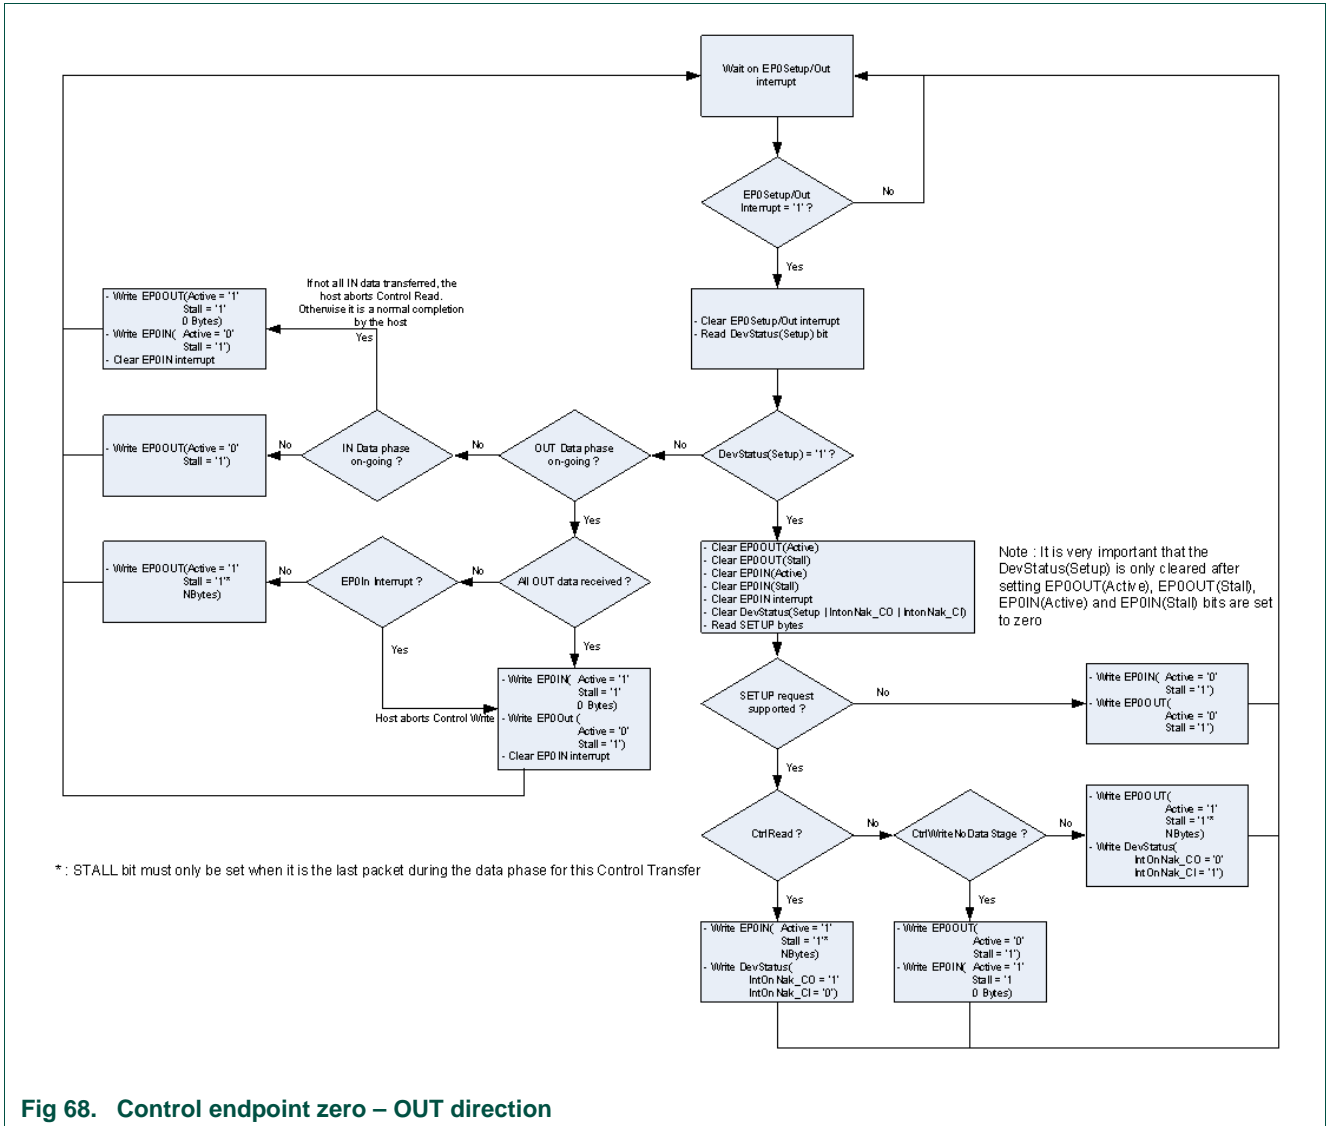 Wait on EP0Setup/Out
interrupt
EP0Setup/Out
Interrupt = '1' ?
No
Yes
- Clear EP0Setup/Out interrupt
- Read DevStatus(Setup) bit
If not all IN data transferred, the
host aborts Control Read.
Otherwise it is a normal completion
by the host
Yes
- Write EP0OUT(Active = '1'
Stall = '1'
0 Bytes)
- Write EP0IN( Active = '0'
Stall = '1')
- Clear EP0IN interrupt
DevStatus(Setup) = '1' ?
No
OUT Data phase
on-going ?
No
IN Data phase
on-going ?
No
- Write EP0OUT(Active = '0'
Stall = '1')
Yes
Yes
All OUT data received ?
No
EP0In Interrupt ?
No
- Write EP0OUT(Active = '1'
Stall = '1'*
NBytes)
Yes
Yes
Host aborts Control Write
- Write EP0IN( Active = '1'
Stall = '1'
0 Bytes)
- Write EP0Out (
Active = '0'
Stall = '1')
- Clear EP0IN interrupt
- Clear EP0OUT(Active)
- Clear EP0OUT(Stall)
- Clear EP0IN(Active)
- Clear EP0IN(Stall)
- Clear EP0IN interrupt
- Clear DevStatus(Setup | IntonNak_CO | IntonNak_CI)
- Read SETUP bytes
Note : It is very important that the
DevStatus(Setup) is only cleared after
setting EP0OUT(Active), EP0OUT(Stall),
EP0IN(Active) and EP0IN(Stall) bits are set
to zero
SETUP request
supported ?
No
- Write EP0IN( Active = '0'
Stall = '1')
- Write EP0OUT(
Active = '0'
Stall = '1')
Yes
CtrlRead ?
No
CtrlWriteNoDataStage ?
No
- Write EP0OUT(
Active = '1'
Stall = '1'*
NBytes)
- Write DevStatus(
IntOnNak_CO = '0'
IntOnNak_CI = '1')
* : STALL bit must only be set when it is the last packet during the data phase for this Control Transfer
Yes
Yes
- Write EP0IN( Active = '1'
Stall = '1'*
NBytes)
- Write DevStatus(
IntOnNak_CO = '1'
IntOnNak_CI = '0')
- Write EP0OUT(
Active = '0'
Stall = '1')
- Write EP0IN( Active = '1'
Stall = '1
0 Bytes)
Fig 68. Control endpoint zero – OUT direction